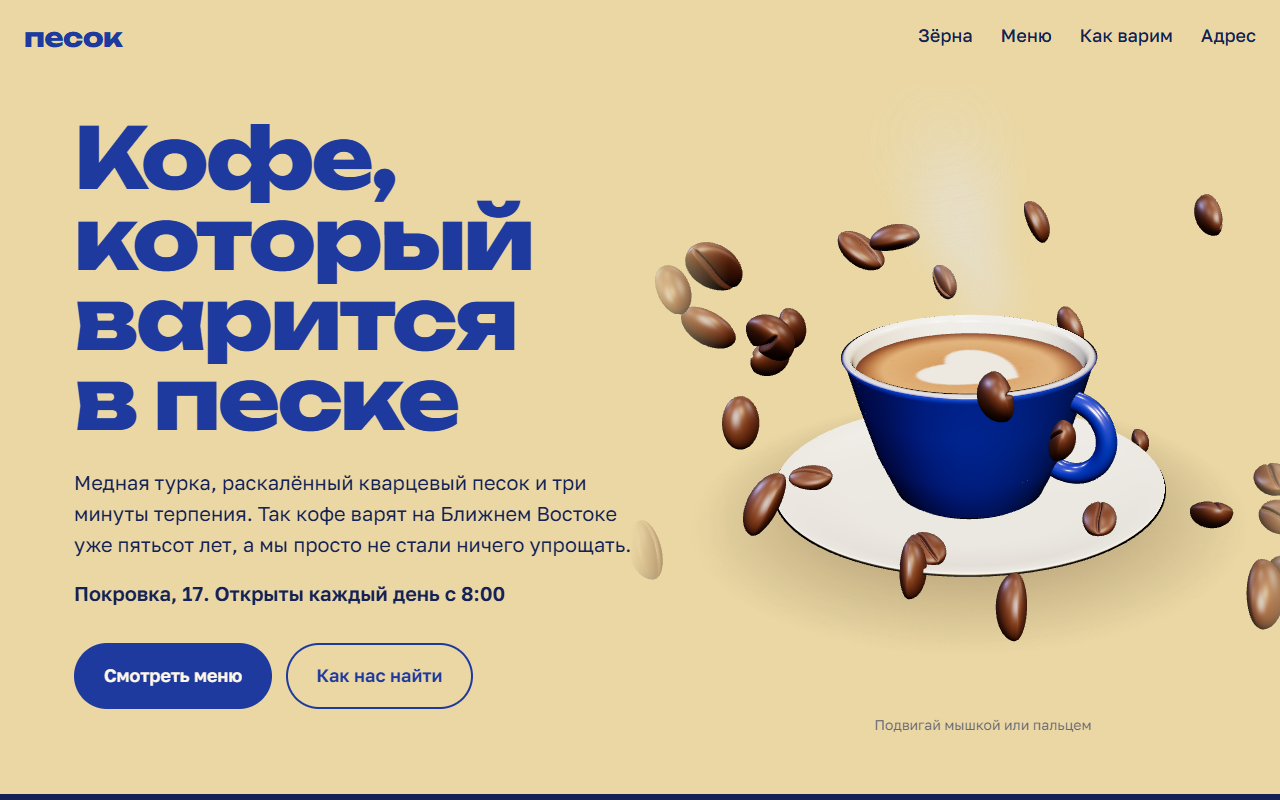 песок
Зёрна
Меню
Как варим
Адрес
Кофе,
который
варится
в песке
Медная турка, раскалённый кварцевый песок и три
минуты терпения. Так кофе варят на Ближнем Востоке
уже пятьсот лет, а мы просто не стали ничего упрощать.
Покровка, 17. Открыты каждый день с 8:00
Смотреть меню
Как нас найти
Подвигай мышкой или пальцем